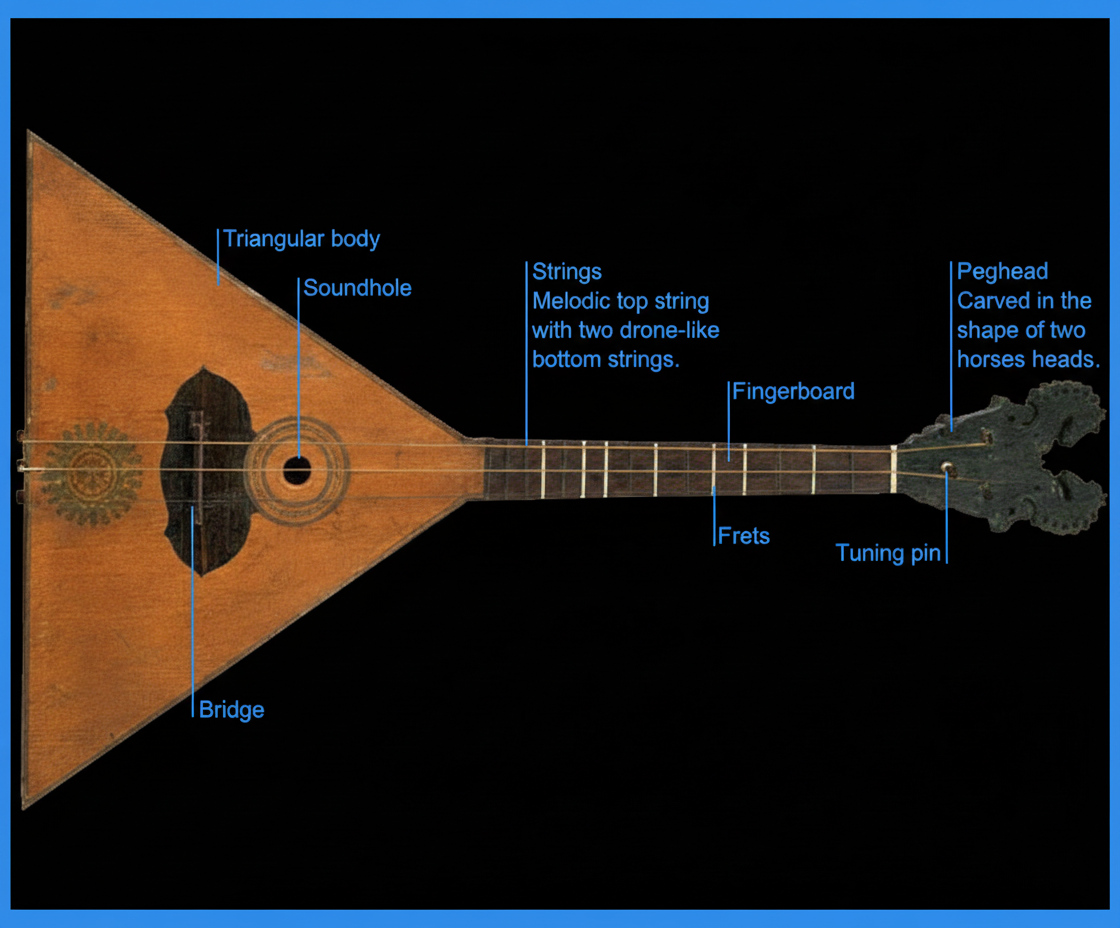 Triangular body
Soundhole
Strings
Melodic top string
with two drone-like
bottom strings.
Peghead
Carved in the
shape of two
horses heads.
Fingerboard
Frets
Tuning pin
Bridge